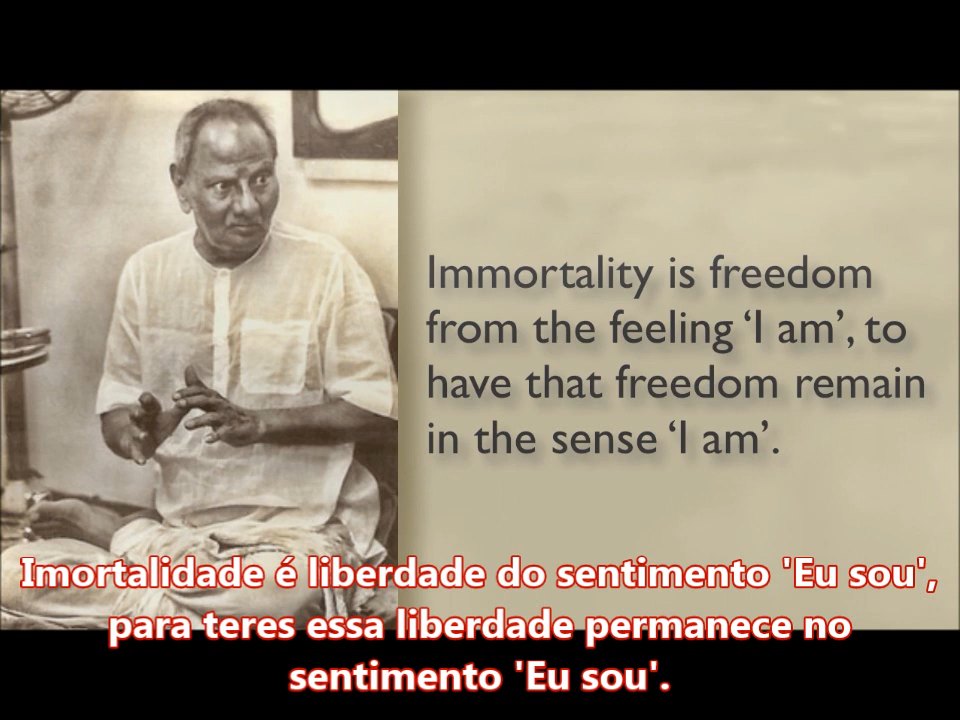 Immortality is freedom
from the feeling ‘I am’, to
have that freedom remain
in the sense ‘I am’.
Imortalidade é liberdade do sentimento 'Eu sou',
para teres essa liberdade permanece no
sentimento 'Eu sou'.